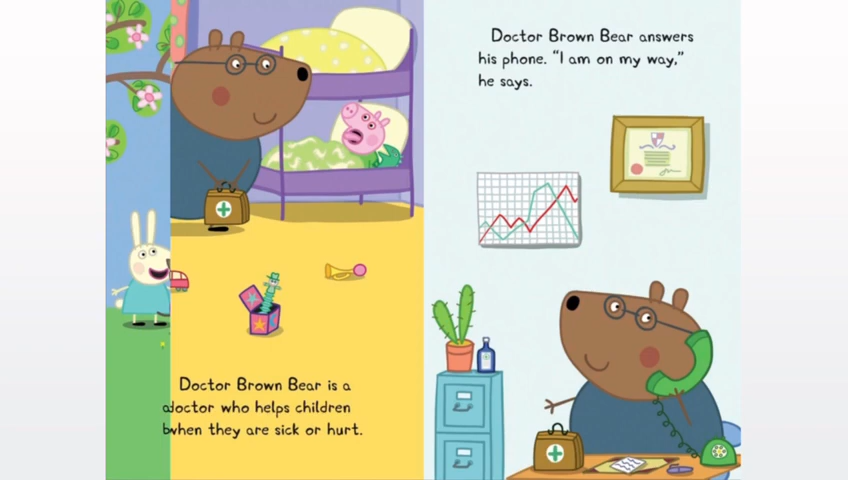 Doctor Brown Bear is a
doctor who helps children
when they are sick or hurt.
Doctor Brown Bear answers
his phone. “I am on my way,”
he says.